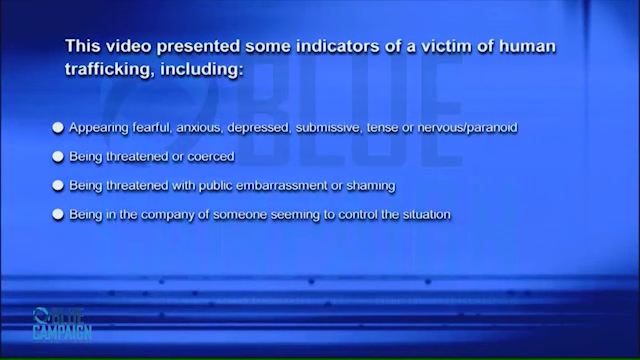 This video presented some indicators of a victim of human
trafficking, including:
Appearing fearful, anxious, depressed, submissive, tense or nervous/paranoid
Being threatened or coerced
Being threatened with public embarrassment or shaming
Being in the company of someone seeming to control the situation
BLUE
BLUE
CAMPAIGN